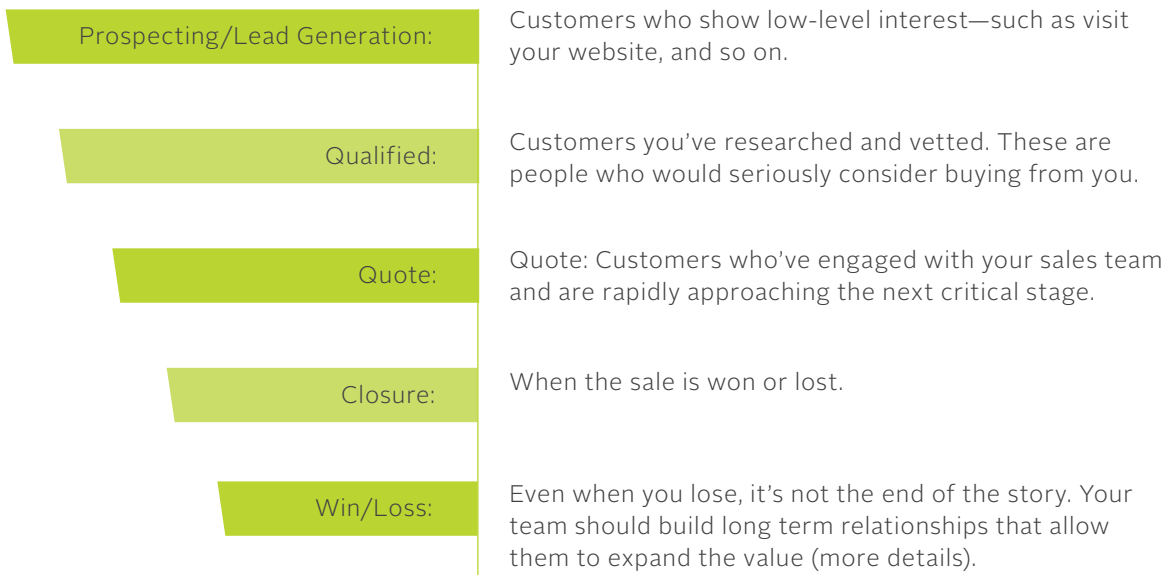 Prospecting/Lead Generation:
Customers who show low-level interest—such as visit
your website, and so on.
Qualified:
Customers you’ve researched and vetted. These are
people who would seriously consider buying from you.
Quote:
Quote: Customers who’ve engaged with your sales team
and are rapidly approaching the next critical stage.
Closure:
When the sale is won or lost.
Win/Loss:
Even when you lose, it’s not the end of the story. Your
team should build long term relationships that allow
them to expand the value (more details).